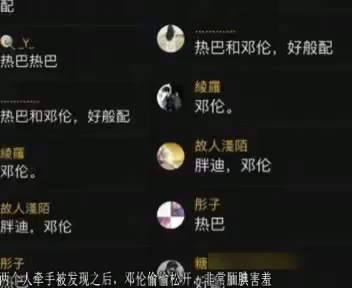 配
Q_Y_
热巴热巴
热巴和邓伦，好般配
綾羅
邓伦。
故人淺陌
胖迪，邓伦
彤子
热巴和邓伦，好般配
綾羅
邓伦。
故人淺陌
胖迪，邓伦
彤子
热巴
糖
两个人牵手被发现之后，邓伦偷偷松开，非常腼腆害羞